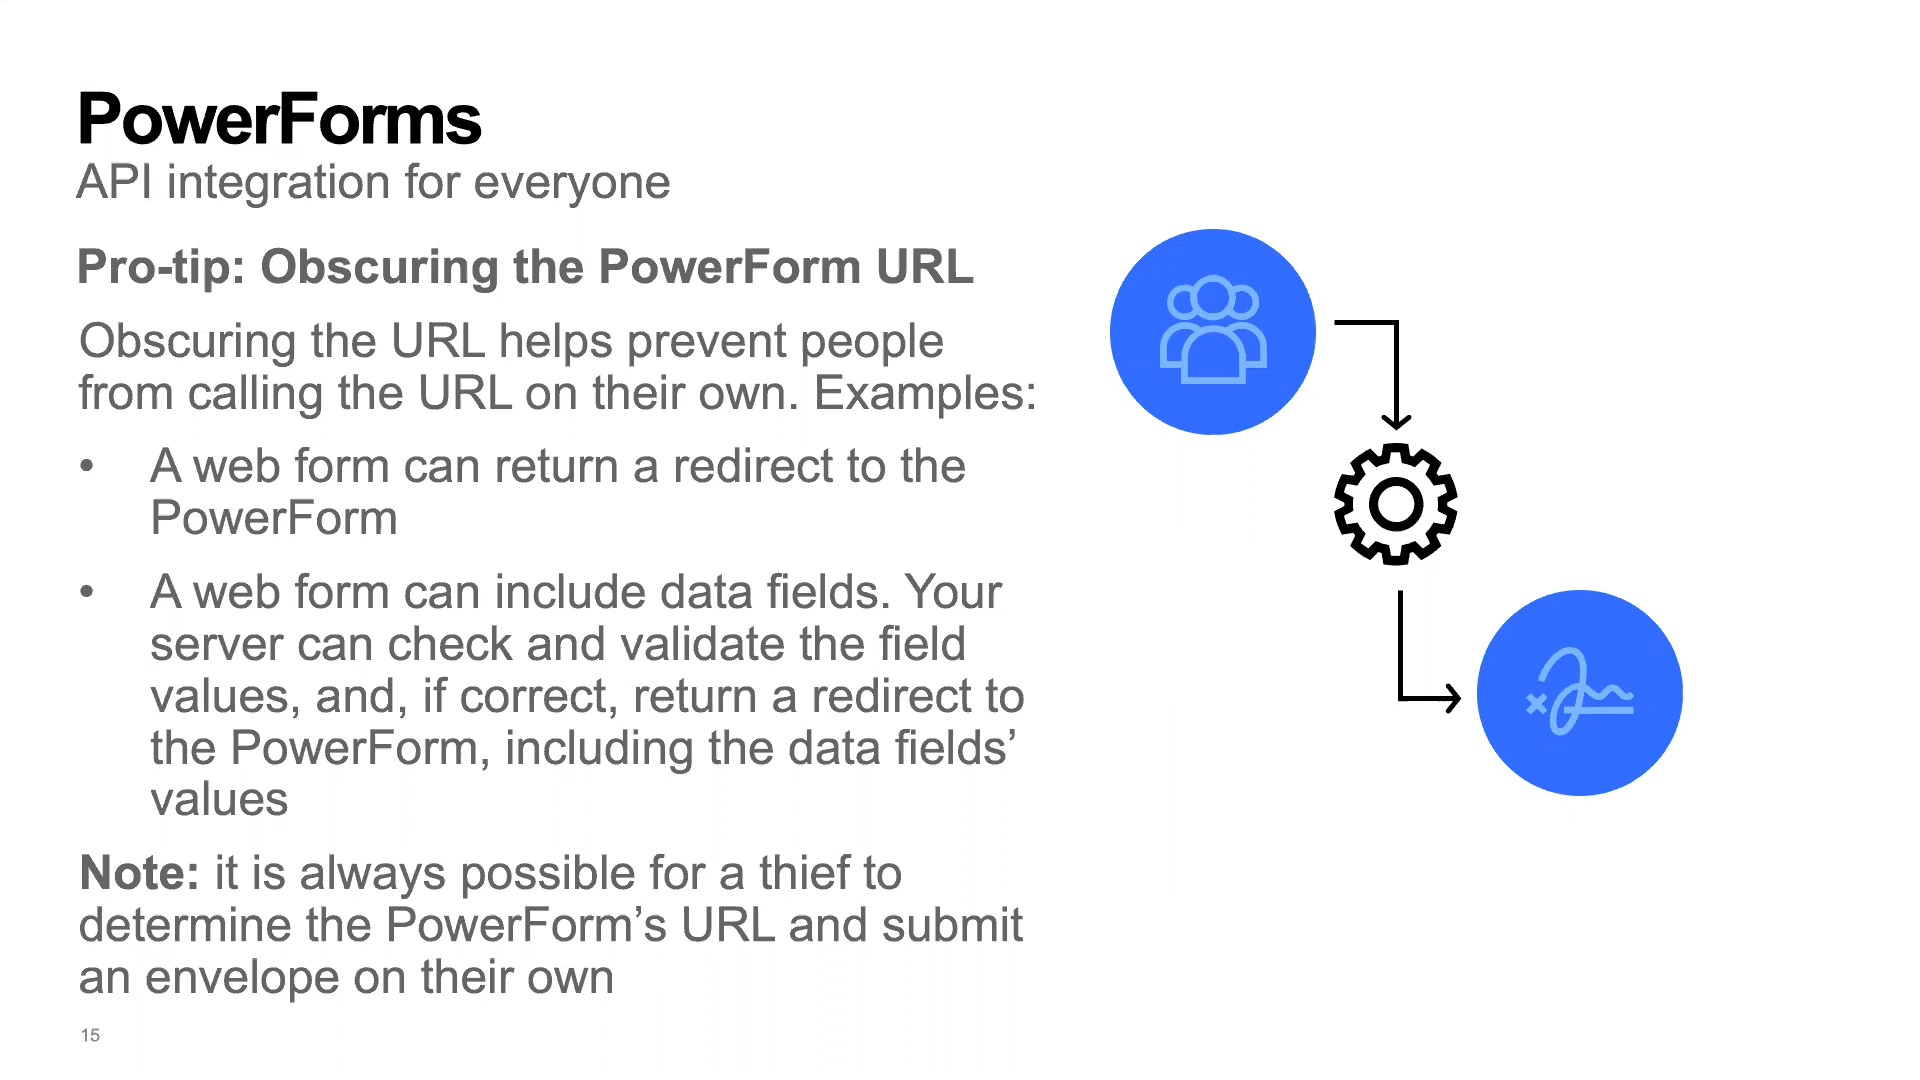 PowerForms
API integration for everyone
Pro-tip: Obscuring the PowerForm URL
Obscuring the URL helps prevent people
from calling the URL on their own. Examples:
• A web form can return a redirect to the
PowerForm
• A web form can include data fields. Your
server can check and validate the field
values, and, if correct, return a redirect to
the PowerForm, including the data fields’
values
Note: it is always possible for a thief to
determine the PowerForm’s URL and submit
an envelope on their own
15